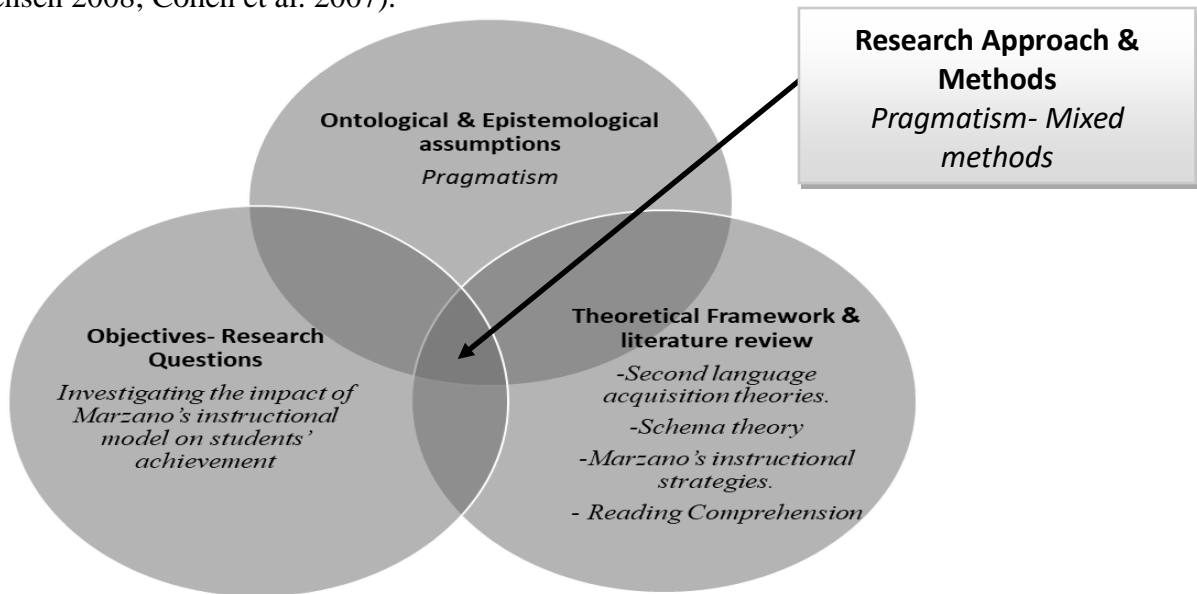 2008; Cohen et al. 2007).
Research Approach &
Methods
Pragmatism- Mixed
methods
Ontological & Epistemological
assumptions
Pragmatism
Objectives- Research
Questions
Investigating the impact of
Marzano’s instructional
model on students’
achievement
Theoretical Framework &
literature review
-Second language
acquisition theories.
-Schema theory
-Marzano’s instructional
strategies.
- Reading Comprehension